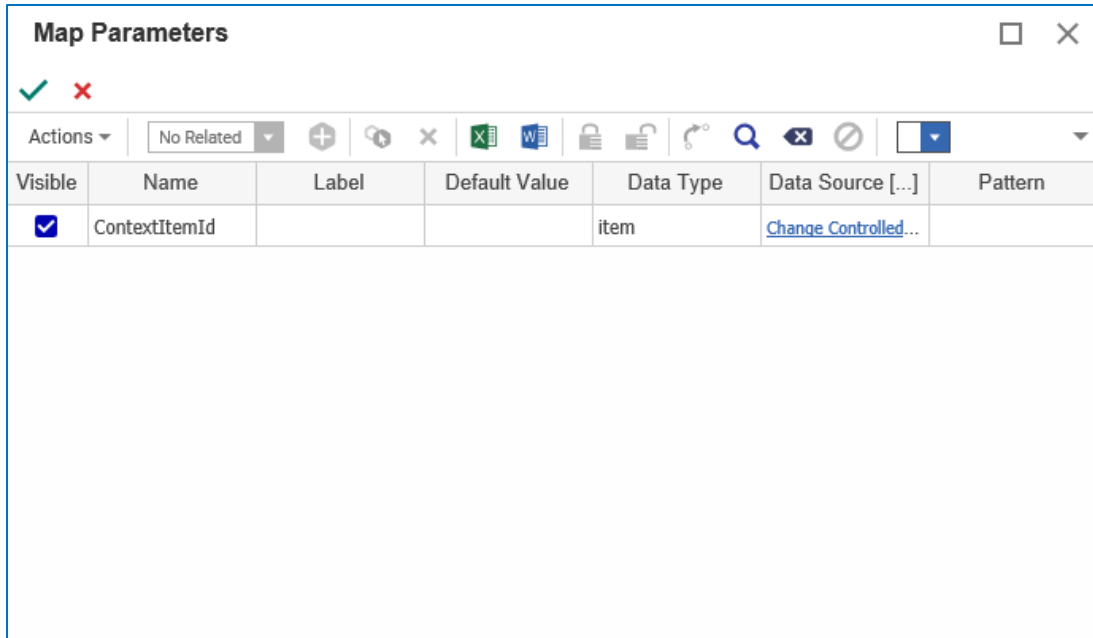 Map Parameters
Actions No Related
Visible Name Label Default Value Data Type Data Source [...] Pattern
ContextItemId item Change Controlled...